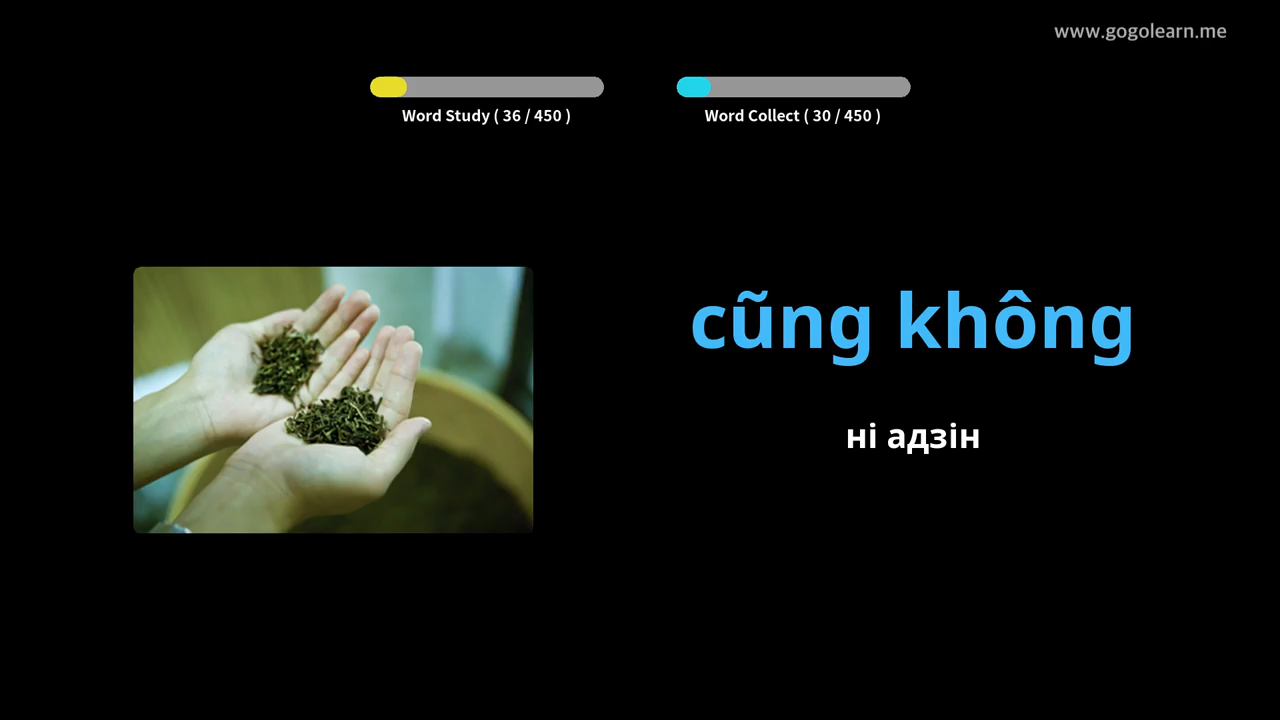 www.gogolearn.me
Word Study ( 36 / 450 )
Word Collect ( 30 / 450 )
cũng không
ні адзін